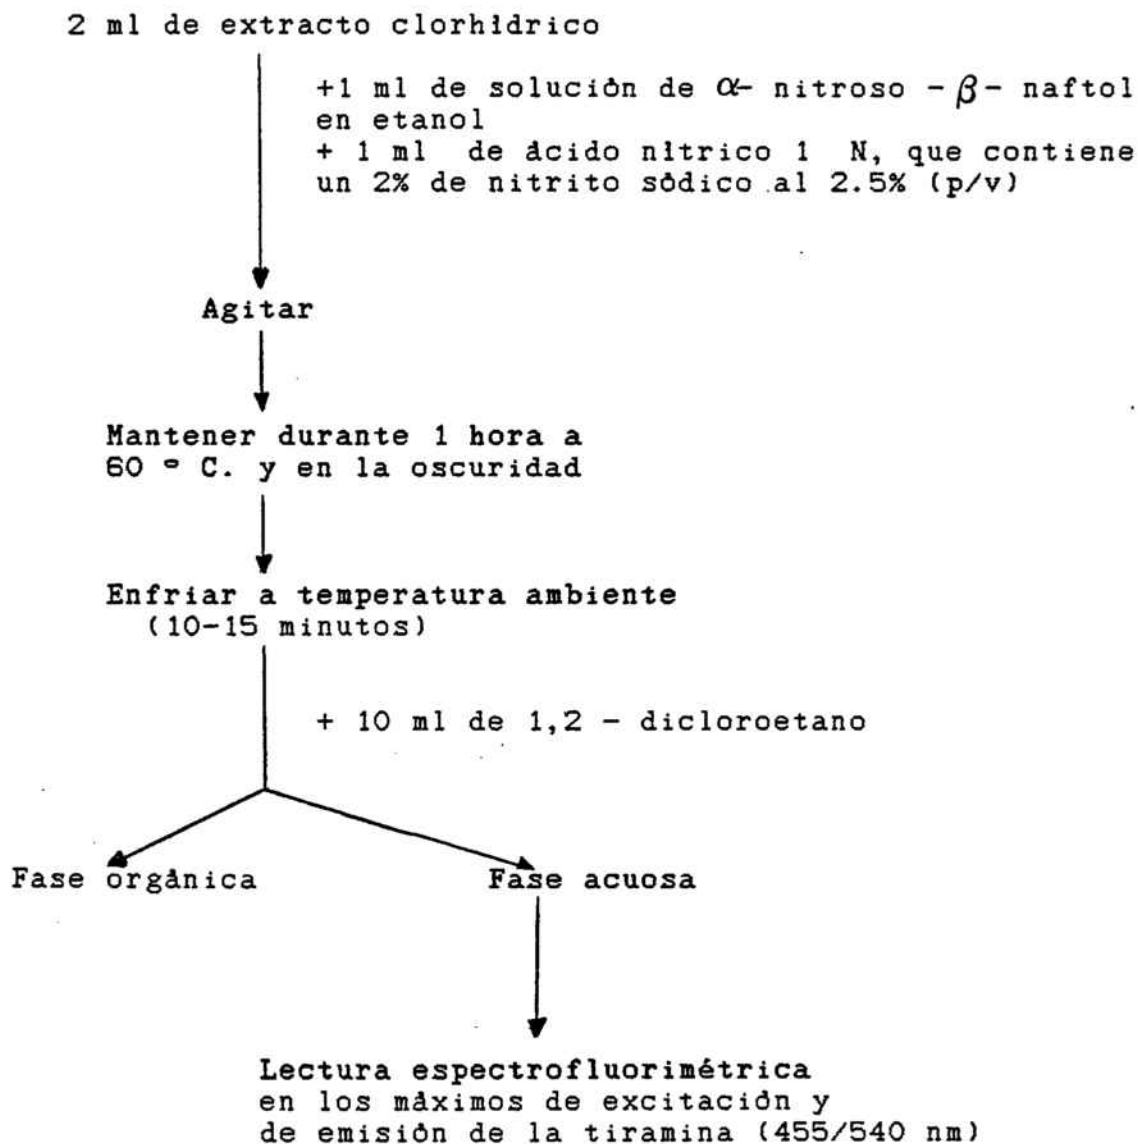 2 ml de extracto clorhídrico
+1 ml de solución de α- nitroso - β - naftol
en etanol
+ 1 ml de ácido nítrico 1 N, que contiene
un 2% de nitrito sódico al 2.5% (p/v)
Agitar
Mantener durante 1 hora a
60 º C. y en la oscuridad
Enfriar a temperatura ambiente
(10-15 minutos)
+ 10 ml de 1,2 - dicloroetano
Fase orgánica Fase acuosa
Lectura espectrofluorimétrica
en los máximos de excitación y
de emisión de la tiramina (455/540 nm)